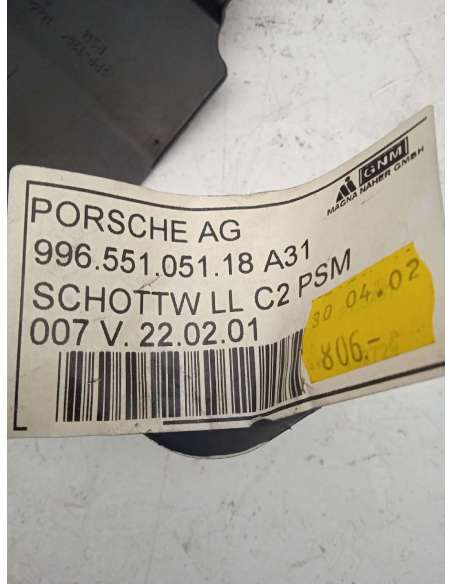 GNM
MAGNA NAHER GMBH
PORSCHE AG
996.551.051.18 A31
SCHOTTW LL C2 PSM
007 V. 22.02.01
30 04.02
806.-